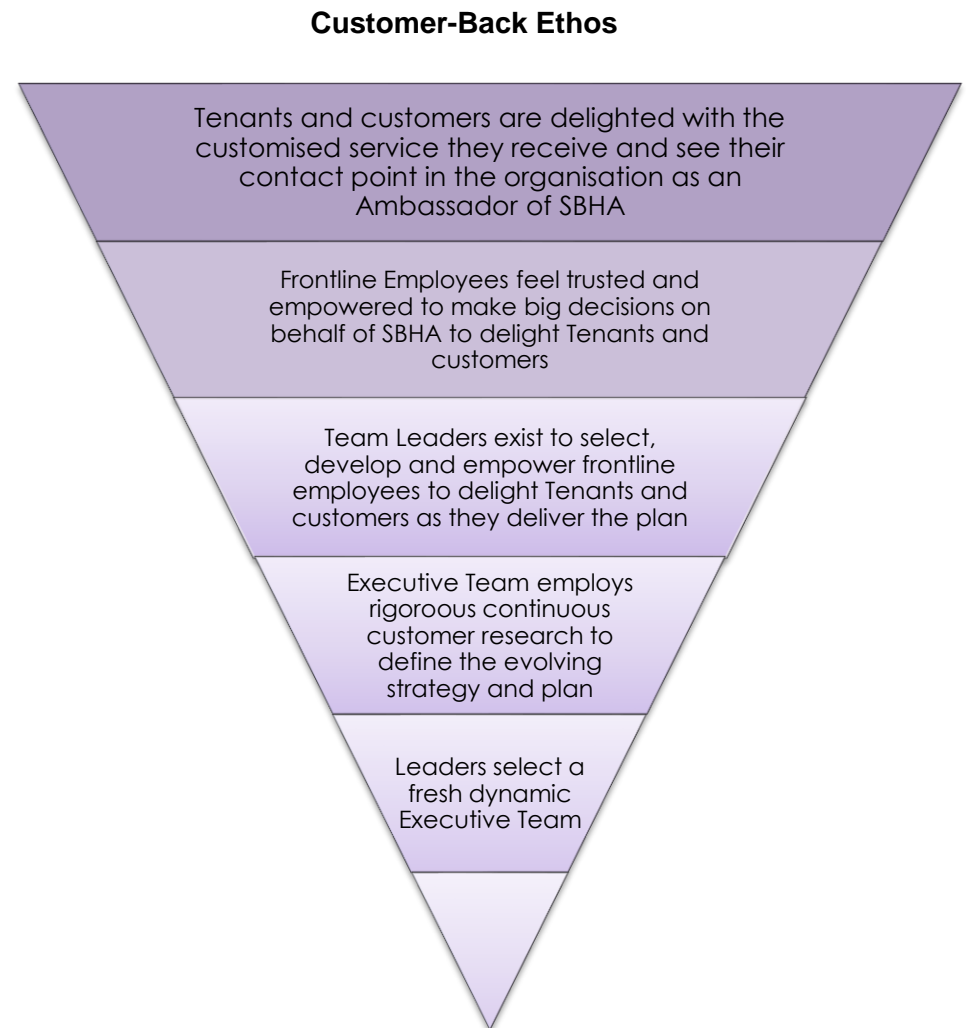 Customer-Back Ethos
Tenants and customers are delighted with the
customised service they receive and see their
contact point in the organisation as an
Ambassador of SBHA
Frontline Employees feel trusted and
empowered to make big decisions on
behalf of SBHA to delight Tenants and
customers
Team Leaders exist to select,
develop and empower frontline
employees to delight Tenants and
customers as they deliver the plan
Executive Team employs
rigoroous continuous
customer research to
define the evolving
strategy and plan
Leaders select a
fresh dynamic
Executive Team